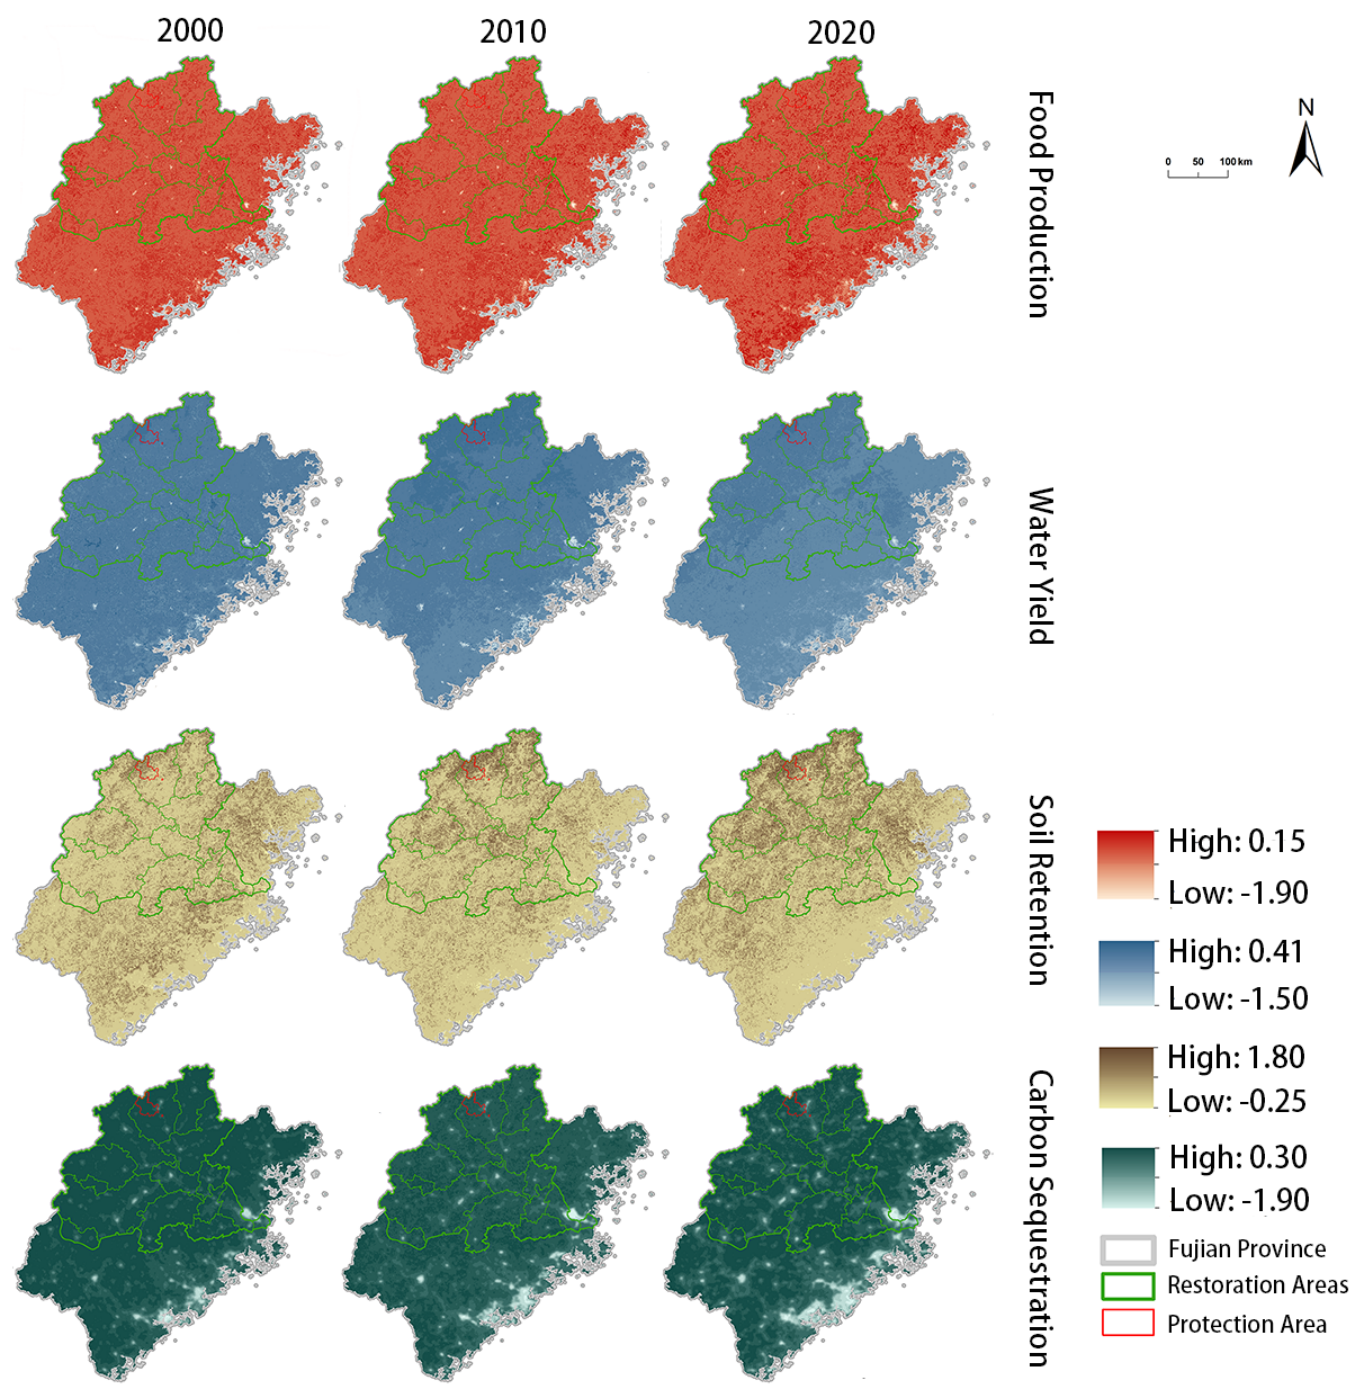 2000
2010
2020
Food Production
N
0 50 100 km
Water Yield
Soil Retention
High: 0.15
Low: -1.90
High: 0.41
Low: -1.50
High: 1.80
Low: -0.25
Carbon Sequestration
High: 0.30
Low: -1.90
Fujian Province
Restoration Areas
Protection Area